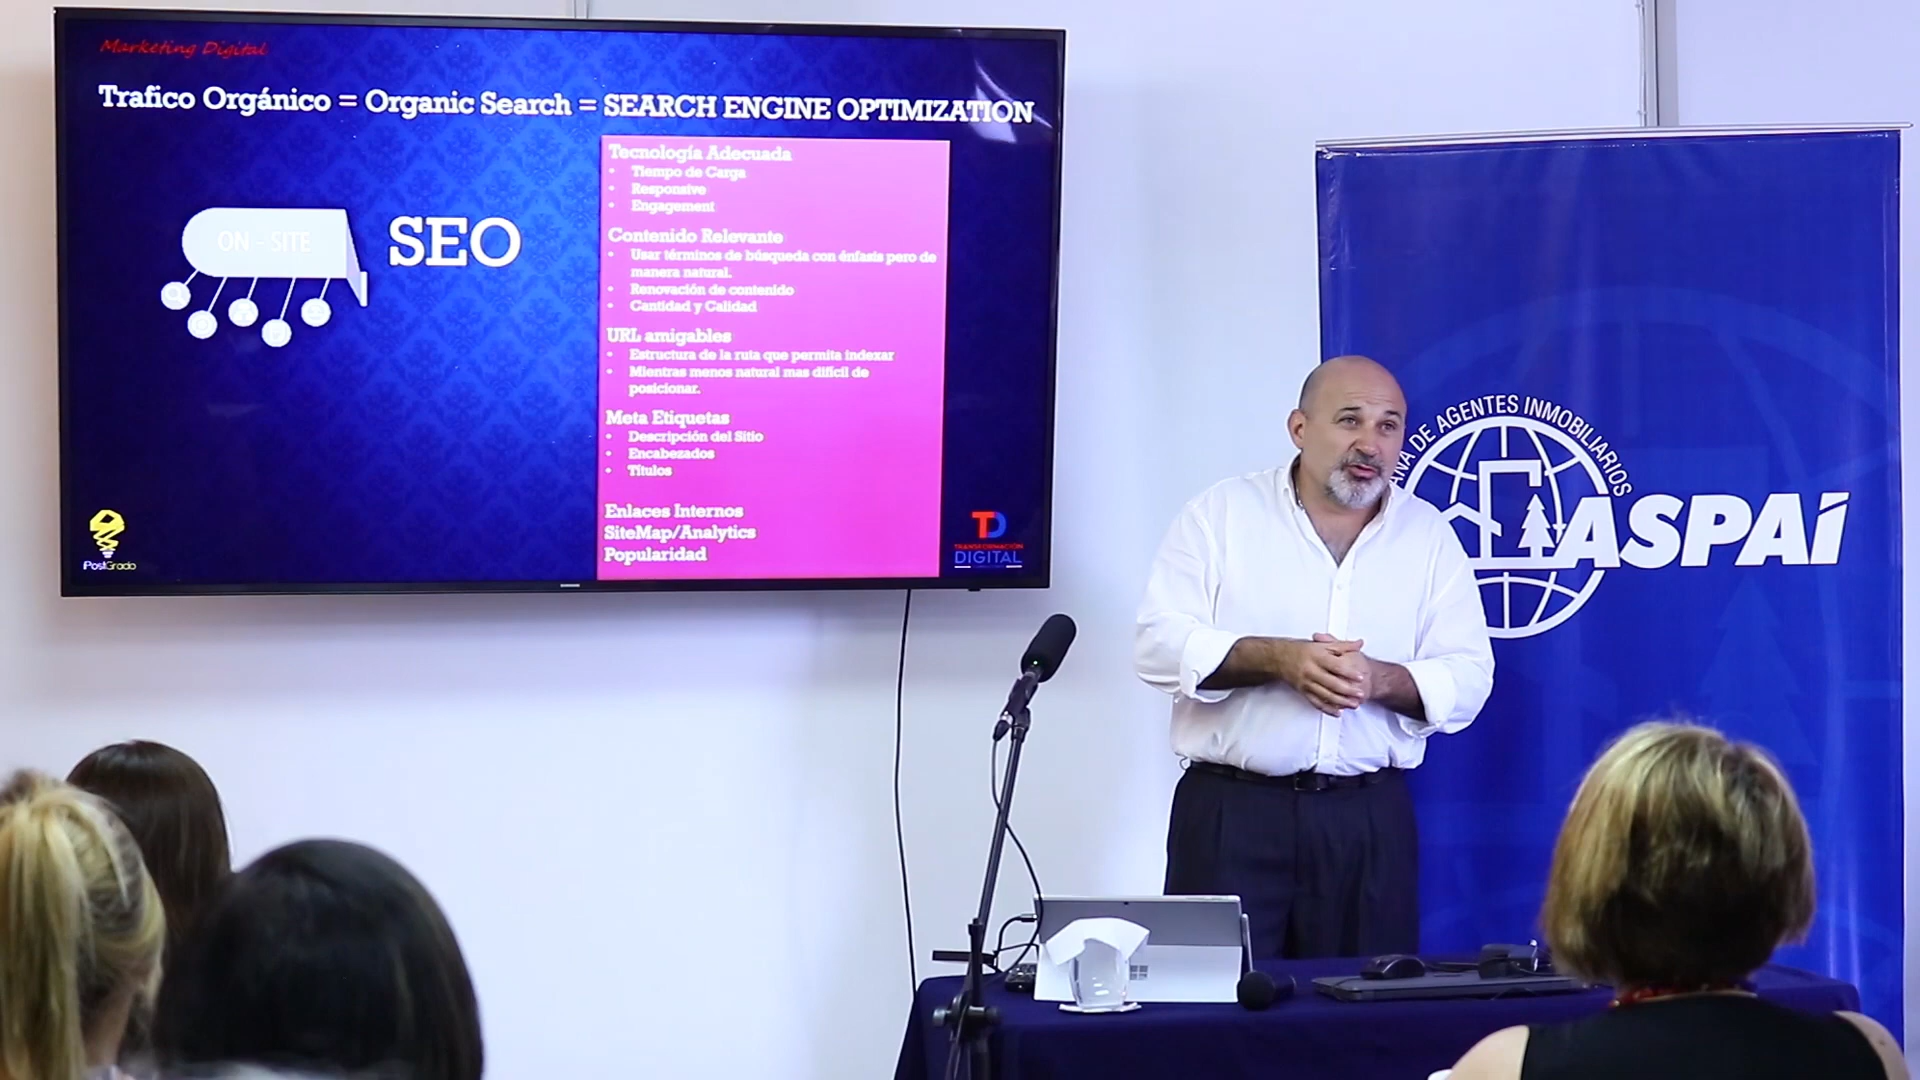 Marketing Digital
Trafico Orgánico = Organic Search = SEARCH ENGINE OPTIMIZATION
ON - SITE
SEO
Tecnología Adecuada
• Tiempo de Carga
• Responsive
• Engagement
Contenido Relevante
• Usar términos de búsqueda con énfasis pero de
manera natural.
• Renovación de contenido
• Cantidad y Calidad
URL amigables
• Estructura de la ruta que permita indexar
• Mientras menos natural mas difícil de
posicionar.
Meta Etiquetas
• Descripción del Sitio
• Encabezados
• Títulos
Enlaces Internos
SiteMap/Analytics
Popularidad
iPostGrado
TD
TRANSFORMACIÓN
DIGITAL
DE AGENTES INMOBILIARIOS
ASPAÍ